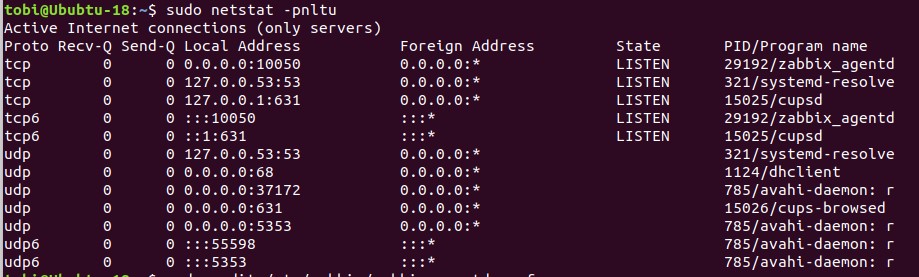 tobi@Ububtu-18:~$ sudo netstat -pnltu
Active Internet connections (only servers)
Proto Recv-Q Send-Q Local Address Foreign Address State PID/Program name
tcp 0 0 0.0.0.0:10050 0.0.0.0:* LISTEN 29192/zabbix_agentd
tcp 0 0 127.0.0.53:53 0.0.0.0:* LISTEN 321/systemd-resolve
tcp 0 0 127.0.0.1:631 0.0.0.0:* LISTEN 15025/cupsd
tcp6 0 0 :::10050 :::* LISTEN 29192/zabbix_agentd
tcp6 0 0 ::1:631 :::* LISTEN 15025/cupsd
udp 0 0 127.0.0.53:53 0.0.0.0:* 321/systemd-resolve
udp 0 0 0.0.0.0:68 0.0.0.0:* 1124/dhclient
udp 0 0 0.0.0.0:37172 0.0.0.0:* 785/avahi-daemon: r
udp 0 0 0.0.0.0:631 0.0.0.0:* 15026/cups-browsed
udp 0 0 0.0.0.0:5353 0.0.0.0:* 785/avahi-daemon: r
udp6 0 0 :::55598 :::* 785/avahi-daemon: r
udp6 0 0 :::5353 :::* 785/avahi-daemon: r